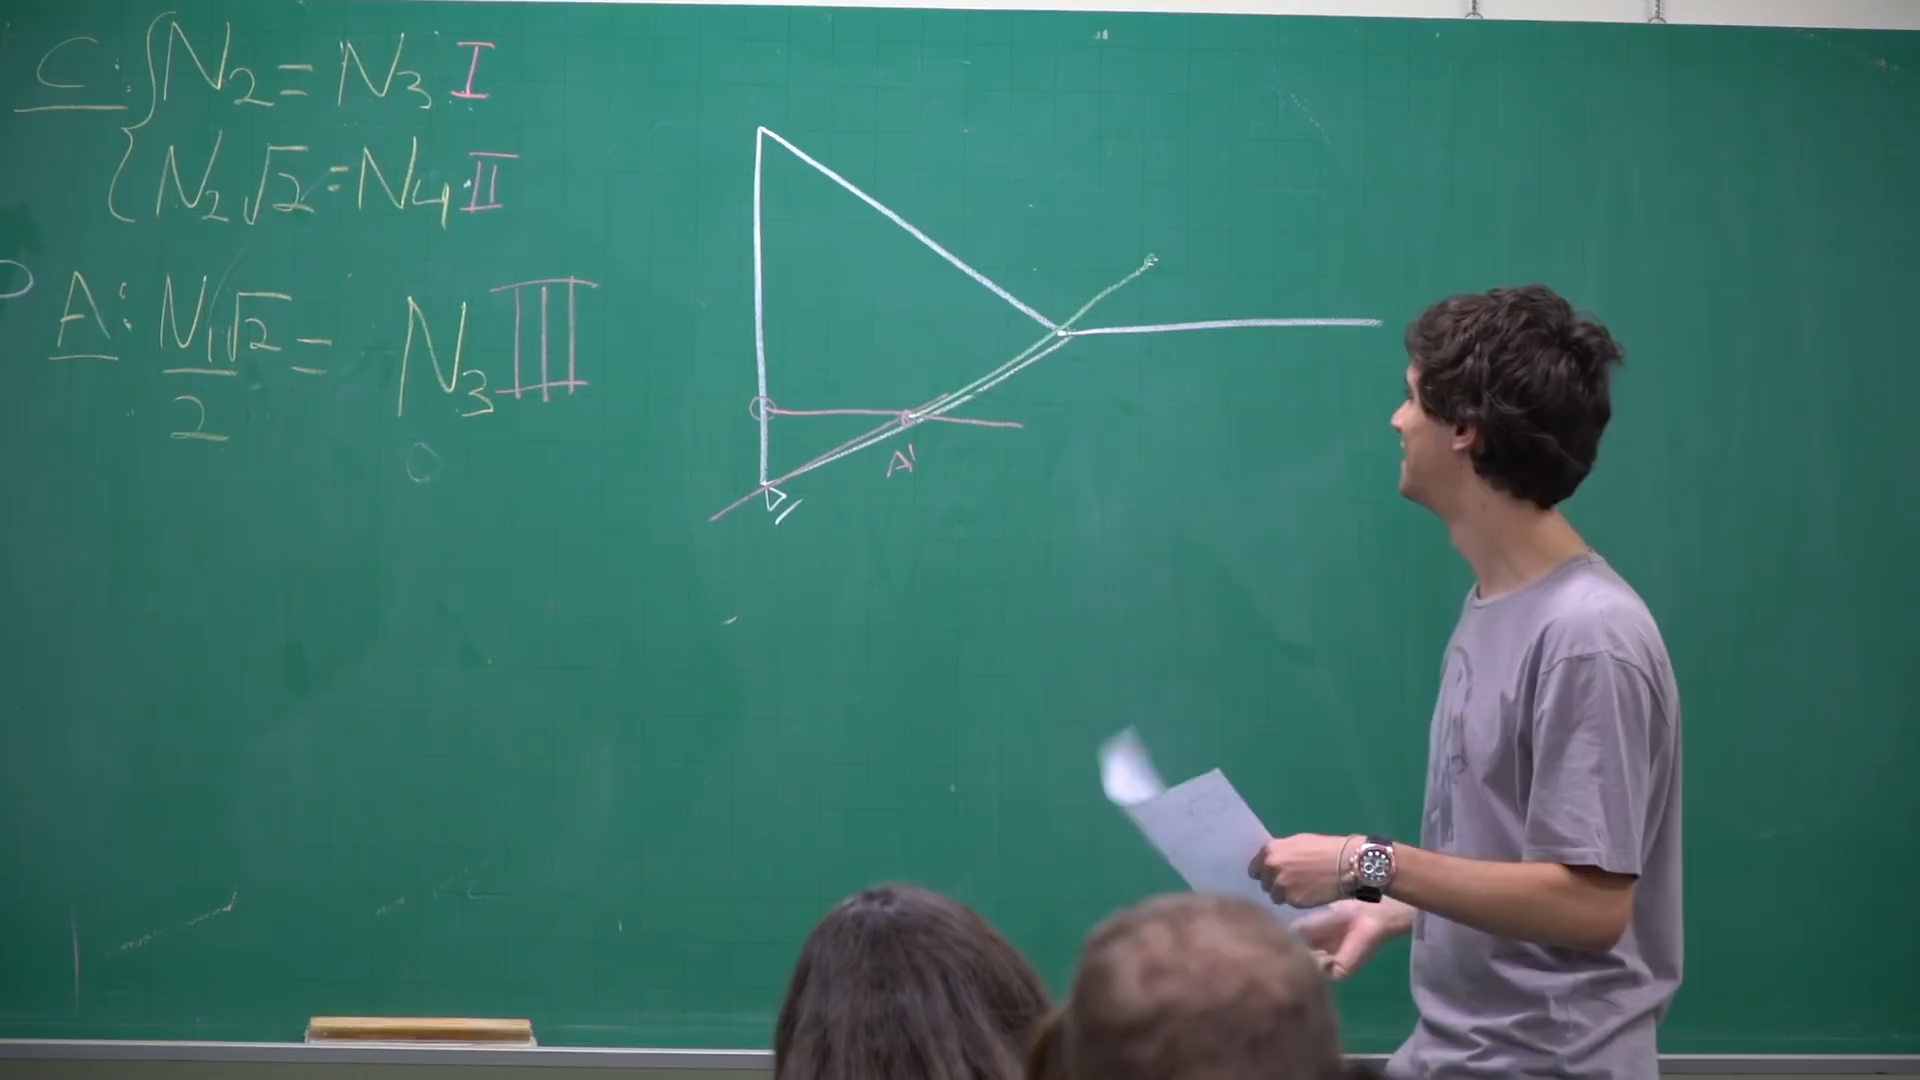 C: { N₂ = N₃ I
N₂√2 = N₄ II
A: N₁√2/2 = N₃ III
A'